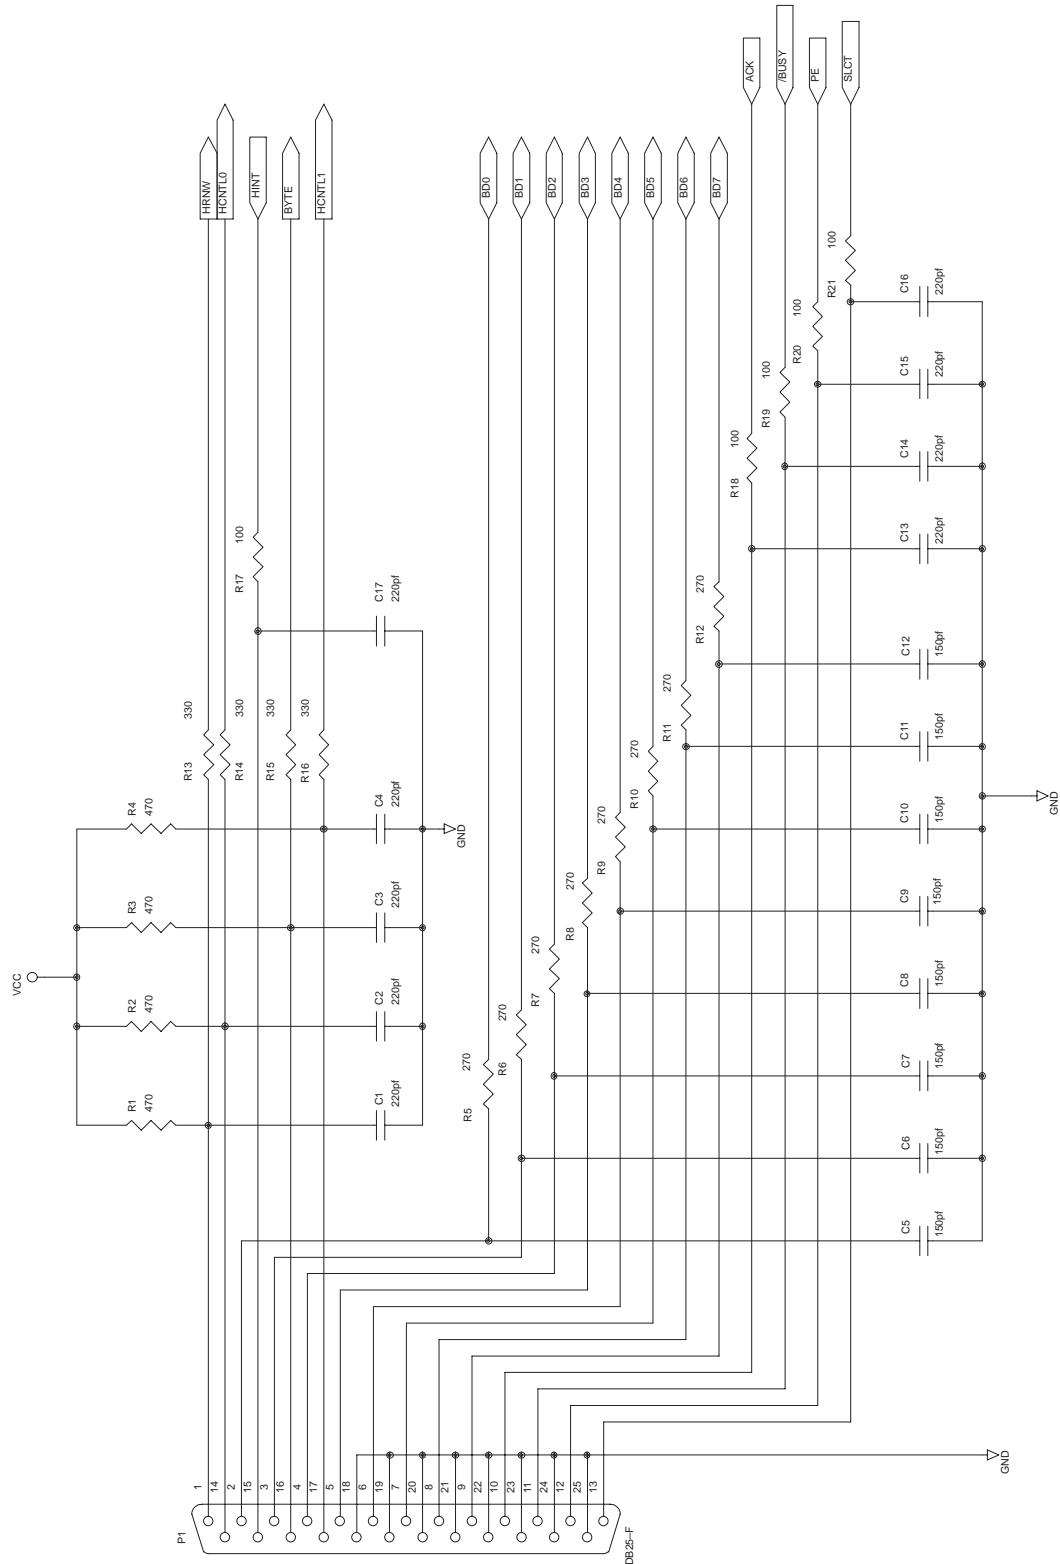 VCC
R1
470
R2
470
R3
470
R4
470
R13
330
HRNW
R14
330
HCNTL0
R17
100
HINT
R15
330
BYTE
R16
330
HCNTL1
C1
220pf
C2
220pf
C3
220pf
C4
220pf
C17
220pf
GND
R5
270
BD0
R6
270
BD1
R7
270
BD2
R8
270
BD3
R9
270
BD4
R10
270
BD5
R11
270
BD6
R12
270
BD7
R18
100
ACK
R19
100
/BUSY
R20
100
PE
R21
100
SLCT
C5
150pf
C6
150pf
C7
150pf
C8
150pf
C9
150pf
C10
150pf
C11
150pf
C12
150pf
C13
220pf
C14
220pf
C15
220pf
C16
220pf
GND
P1
1
14
2
15
3
16
4
17
5
18
6
19
7
20
8
21
9
22
10
23
11
24
12
25
13
DB25-F
GND